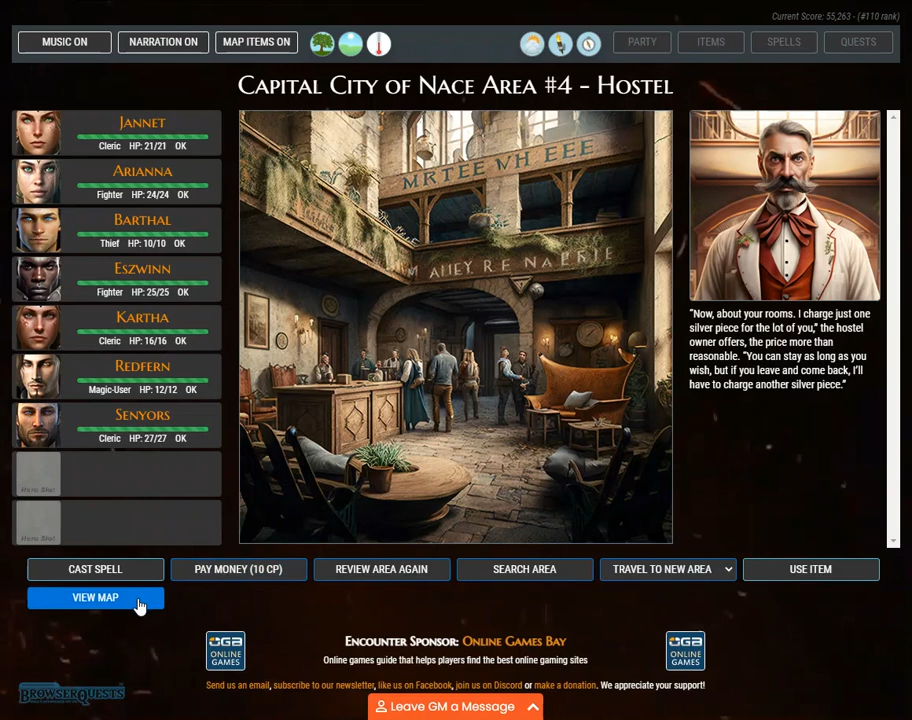 Current Score: 55,263 - (#110 rank)
MUSIC ON
NARRATION ON
MAP ITEMS ON
PARTY
ITEMS
SPELLS
QUESTS
Capital City of Nace Area #4 - Hostel
Jannet
Cleric HP: 21/21 OK
Arianna
Fighter HP: 24/24 OK
Barthal
Thief HP: 10/10 OK
Eszwinn
Fighter HP: 25/25 OK
Kartha
Cleric HP: 16/16 OK
Redfern
Magic-User HP: 12/12 OK
Senyors
Cleric HP: 27/27 OK
Hero Slot
Hero Slot
MRTEE WH EEE
"Now, about your rooms. I charge just one
silver piece for the lot of you," the hostel
owner offers, the price more than
reasonable. "You can stay as long as you
wish, but if you leave and come back, I'll
have to charge another silver piece."
CAST SPELL
PAY MONEY (10 CP)
REVIEW AREA AGAIN
SEARCH AREA
TRAVEL TO NEW AREA
USE ITEM
VIEW MAP
OGB
ONLINE
GAMES
Encounter Sponsor: Online Games Bay
Online games guide that helps players find the best online gaming sites
OGB
ONLINE
GAMES
Send us an email, subscribe to our newsletter, like us on Facebook, join us on Discord or make a donation. We appreciate your support!
BrowserQuests
Leave GM a Message